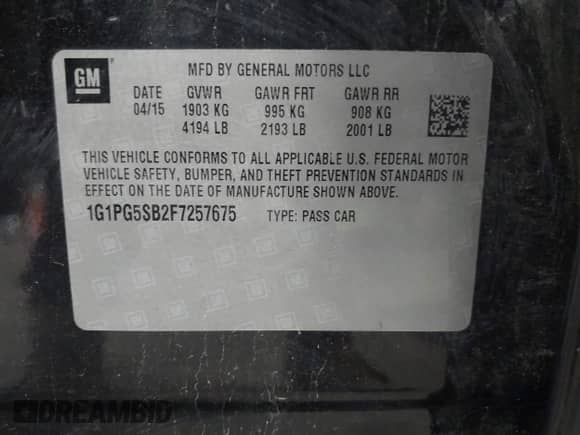 GM
MFD BY GENERAL MOTORS LLC
DATE GVWR GAWR FRT GAWR RR
04/15 1903 KG 995 KG 908 KG
4194 LB 2193 LB 2001 LB
THIS VEHICLE CONFORMS TO ALL APPLICABLE U.S. FEDERAL MOTOR
VEHICLE SAFETY, BUMPER, AND THEFT PREVENTION STANDARDS IN
EFFECT ON THE DATE OF MANUFACTURE SHOWN ABOVE.
1G1PG5SB2F7257675 TYPE: PASS CAR
DREAMBID